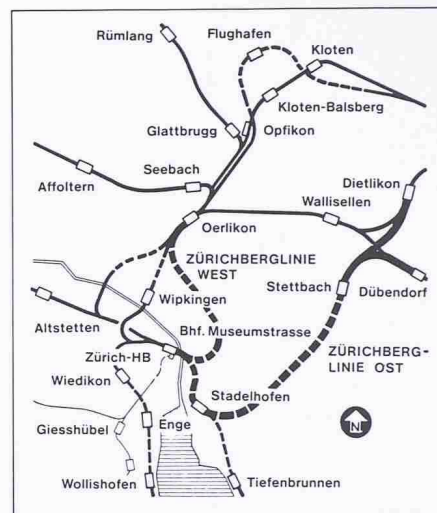 Rümlang
Flughafen
Kloten
Kloten-Balsberg
Glattbrugg
Opfikon
Seebach
Affoltern
Dietlikon
Wallisellen
Oerlikon
ZÜRICHBERGLINIE
WEST
Stettbach
Dübendorf
Wipkingen
Altstetten
Bhf. Museumstrasse
Zürich-HB
ZÜRICHBERG-
LINIE OST
Wiedikon
Stadelhofen
Giesshübel
Enge
N
Wollishofen
Tiefenbrunnen